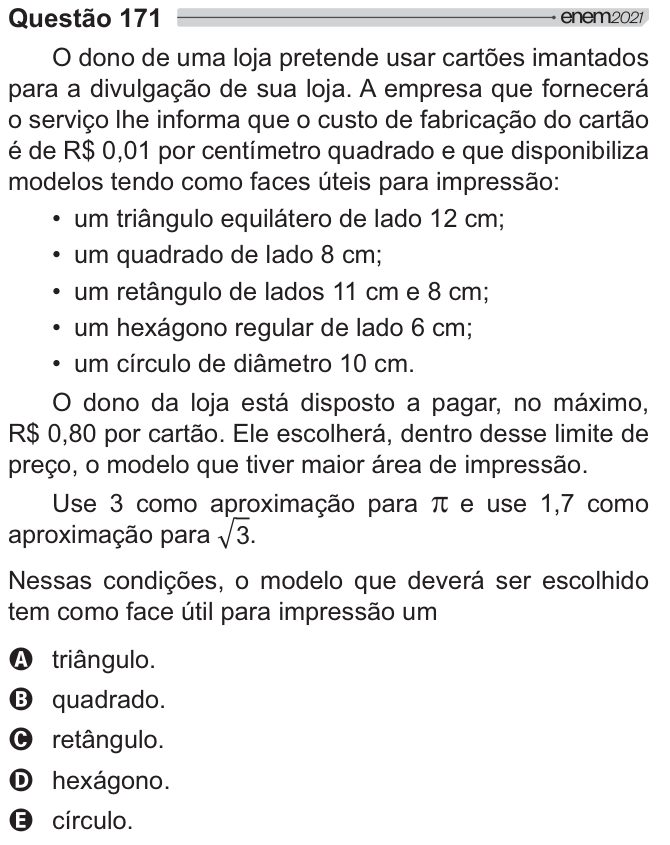 Questão 171 enem2021
O dono de uma loja pretende usar cartões imantados
para a divulgação de sua loja. A empresa que fornecerá
o serviço lhe informa que o custo de fabricação do cartão
é de R$ 0,01 por centímetro quadrado e que disponibiliza
modelos tendo como faces úteis para impressão:
• um triângulo equilátero de lado 12 cm;
• um quadrado de lado 8 cm;
• um retângulo de lados 11 cm e 8 cm;
• um hexágono regular de lado 6 cm;
• um círculo de diâmetro 10 cm.
O dono da loja está disposto a pagar, no máximo,
R$ 0,80 por cartão. Ele escolherá, dentro desse limite de
preço, o modelo que tiver maior área de impressão.
Use 3 como aproximação para π e use 1,7 como
aproximação para √3.
Nessas condições, o modelo que deverá ser escolhido
tem como face útil para impressão um
A triângulo.
B quadrado.
C retângulo.
D hexágono.
E círculo.